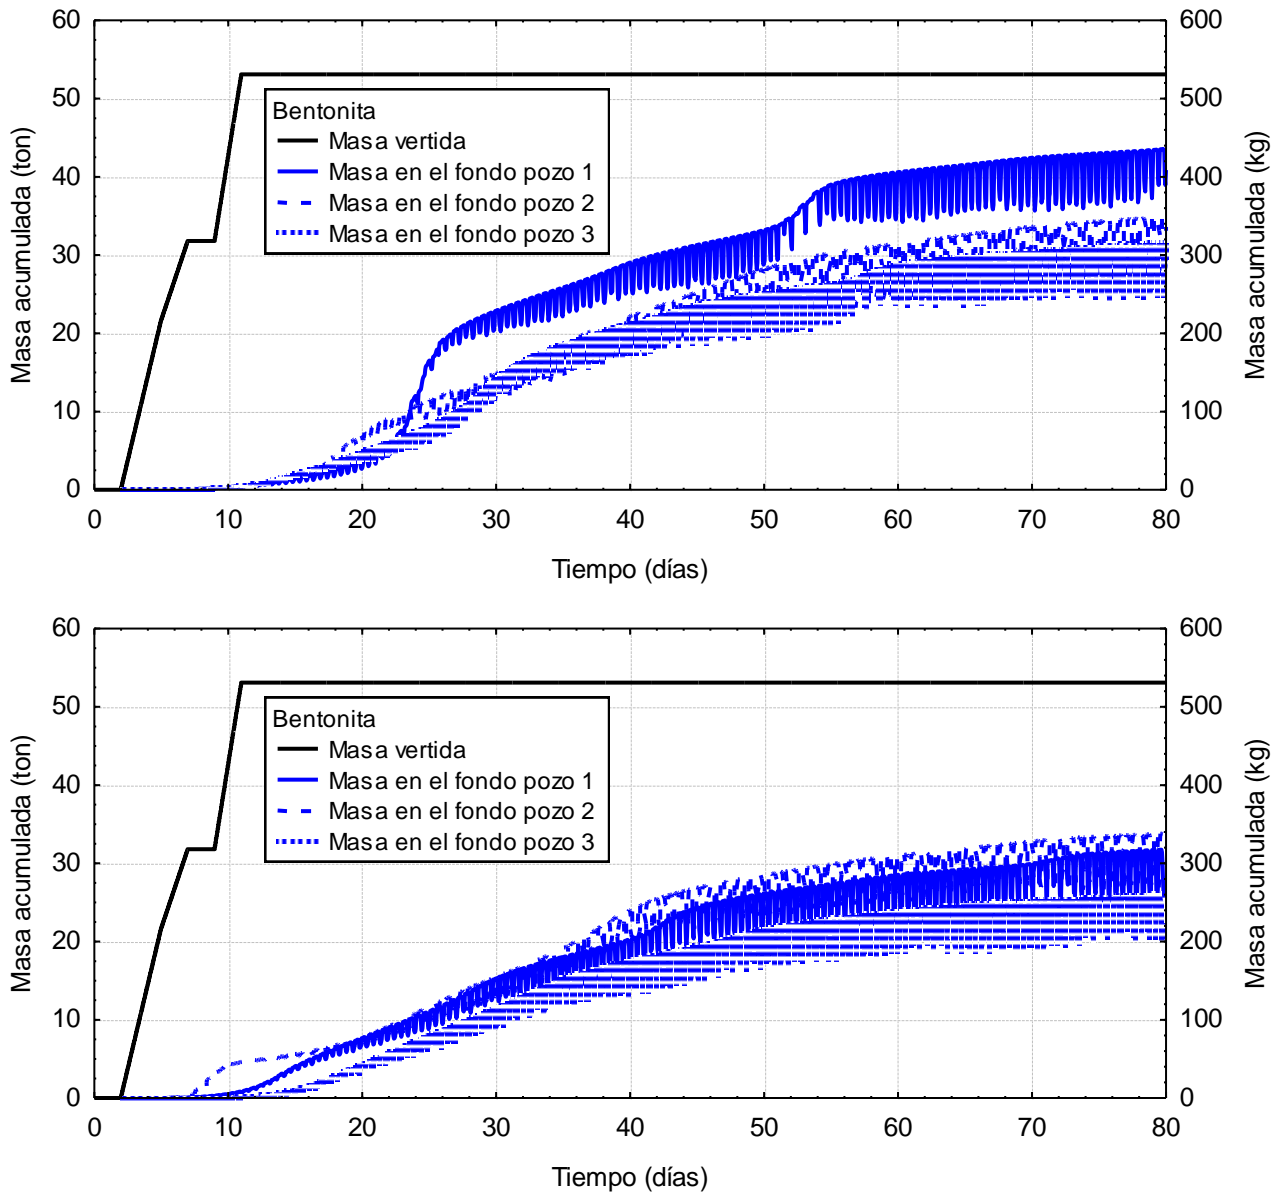 60
50
40
30
20
10
0
Masa acumulada (ton)
600
500
400
300
200
100
0
Masa acumulada (kg)
Bentonita
Masa vertida
Masa en el fondo pozo 1
Masa en el fondo pozo 2
Masa en el fondo pozo 3
0 10 20 30 40 50 60 70 80
Tiempo (días)
60
50
40
30
20
10
0
Masa acumulada (ton)
600
500
400
300
200
100
0
Masa acumulada (kg)
Bentonita
Masa vertida
Masa en el fondo pozo 1
Masa en el fondo pozo 2
Masa en el fondo pozo 3
0 10 20 30 40 50 60 70 80
Tiempo (días)